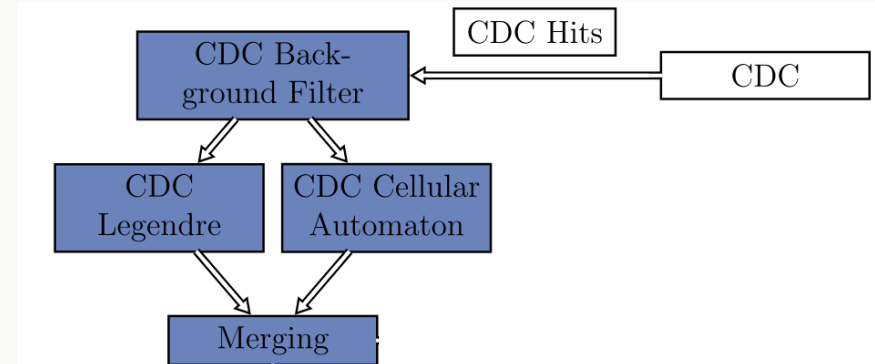 CDC Hits
CDC Back-
ground Filter
CDC
CDC
Legendre
CDC Cellular
Automaton
Merging